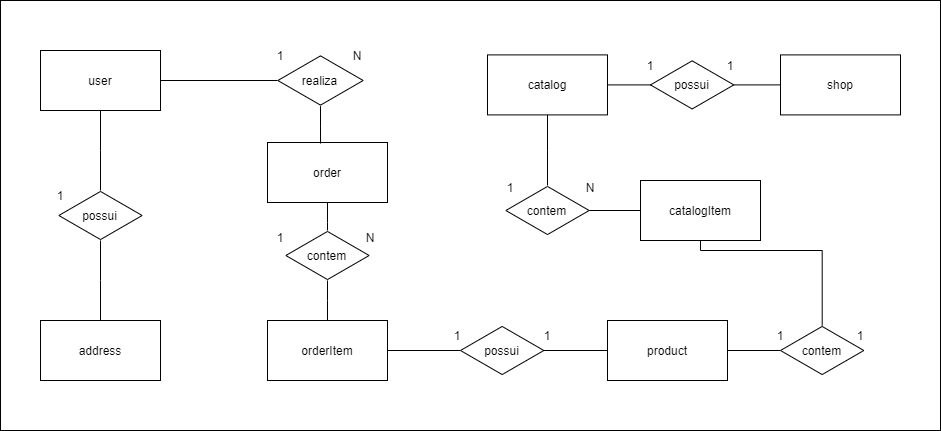 1
N
user
realiza
1
1
catalog
possui
shop
order
1
possui
1
N
contem
catalogItem
1
N
contem
address
orderItem
1
1
possui
product
1
1
contem